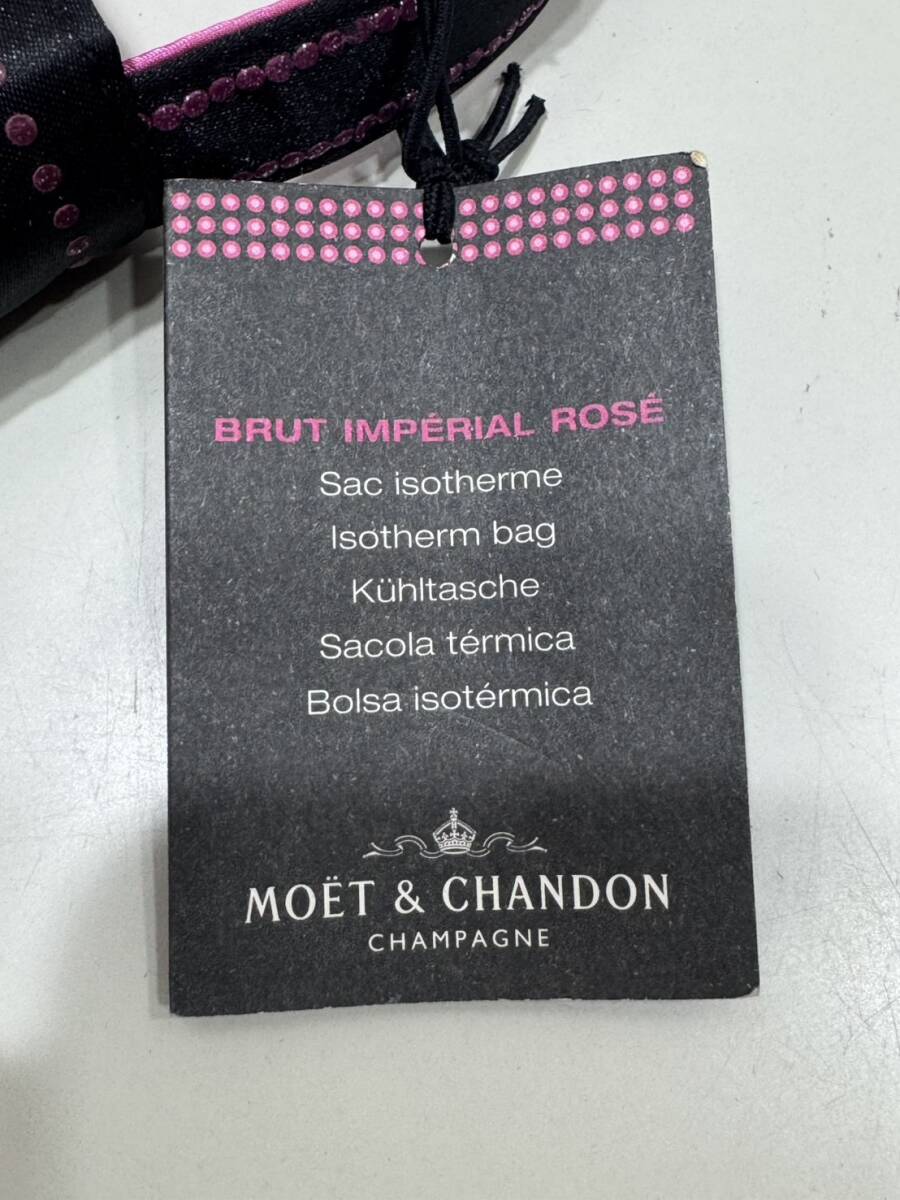 BRUT IMPÉRIAL ROSÉ
Sac isotherme
Isotherm bag
Kühltasche
Sacola térmica
Bolsa isotérmica
MOËT & CHANDON
CHAMPAGNE